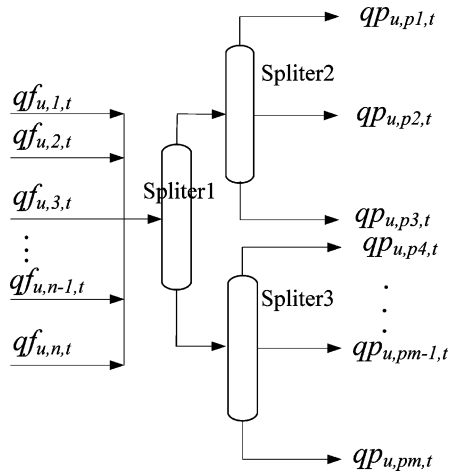 qp_{u,p1,t}
Spliter2
qf_{u,1,t}
qp_{u,p2,t}
qf_{u,2,t}
Spliter1
qf_{u,3,t}
qp_{u,p3,t}
qp_{u,p4,t}
qf_{u,n-1,t}
Spliter3
qf_{u,n,t}
qp_{u,pm-1,t}
qp_{u,pm,t}